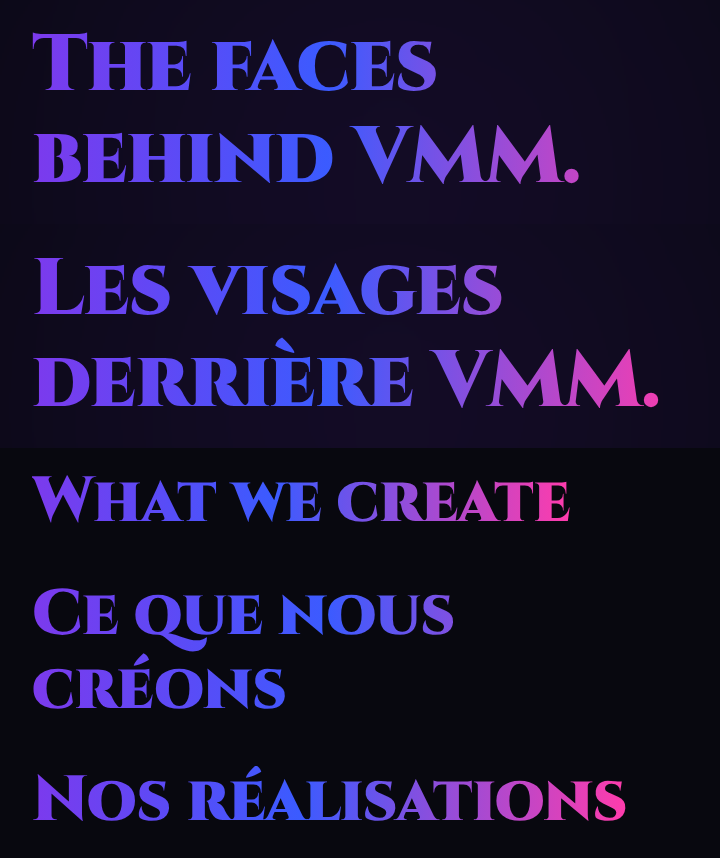 The faces
behind VMM.
Les visages
derrière VMM.
What we create
Ce que nous
créons
Nos réalisations